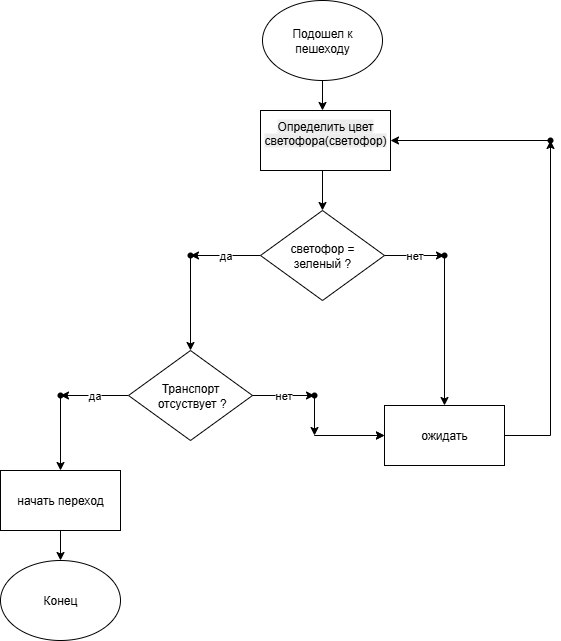 Подошел к
пешеходу
Определить цвет
светофора(светофор)
светофор =
зеленый ?
да
нет
Транспорт
отсуствует ?
да
нет
ожидать
начать переход
Конец